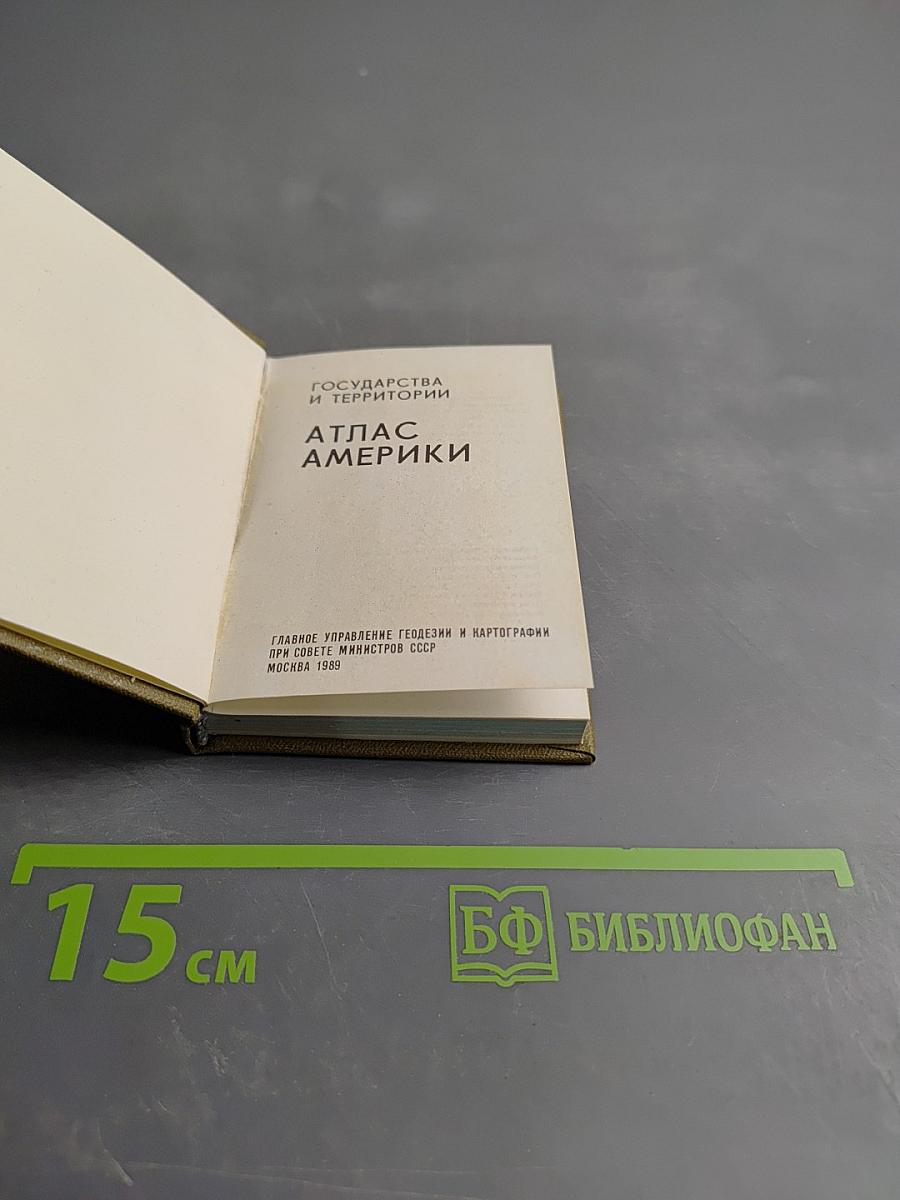 ГОСУДАРСТВА
И ТЕРРИТОРИИ
АТЛАС
АМЕРИКИ
ГЛАВНОЕ УПРАВЛЕНИЕ ГЕОДЕЗИИ И КАРТОГРАФИИ
ПРИ СОВЕТЕ МИНИСТРОВ СССР
МОСКВА 1989
15 см
БФ БИБЛИОФАН